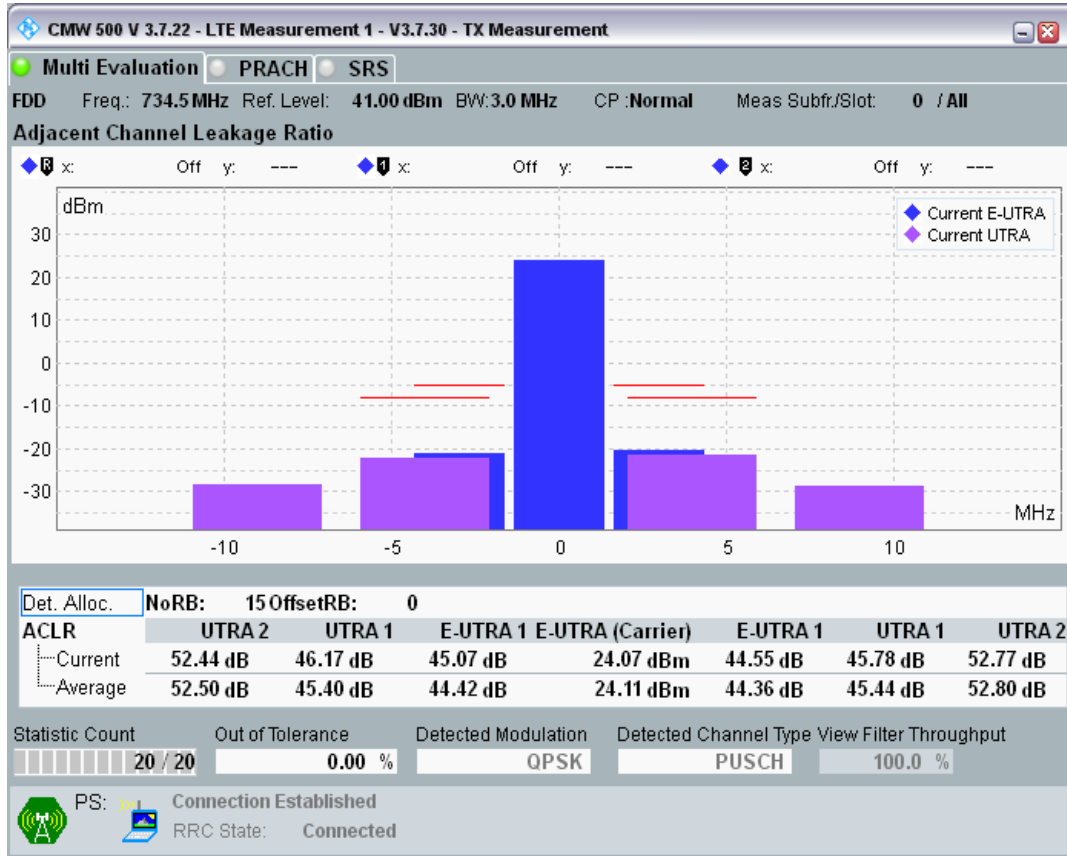 CMW 500 V 3.7.22 - LTE Measurement 1 - V3.7.30 - TX Measurement
Multi Evaluation PRACH SRS
FDD Freq.: 734.5 MHz Ref. Level: 41.00 dBm BW: 3.0 MHz CP : Normal Meas Subfr./Slot: 0 / All
Adjacent Channel Leakage Ratio
R x: Off y: --- 1 x: Off y: --- 2 x: Off y: ---
dBm
Current E-UTRA
Current UTRA
30
20
10
0
-10
-20
-30
MHz
-10 -5 0 5 10
Det. Alloc. NoRB: 15 OffsetRB: 0
ACLR UTRA 2 UTRA 1 E-UTRA 1 E-UTRA (Carrier) E-UTRA 1 UTRA 1 UTRA 2
Current 52.44 dB 46.17 dB 45.07 dB 24.07 dBm 44.55 dB 45.78 dB 52.77 dB
Average 52.50 dB 45.40 dB 44.42 dB 24.11 dBm 44.36 dB 45.44 dB 52.80 dB
Statistic Count Out of Tolerance Detected Modulation Detected Channel Type View Filter Throughput
20 / 20 0.00 % QPSK PUSCH 100.0 %
PS: Connection Established
RRC State: Connected